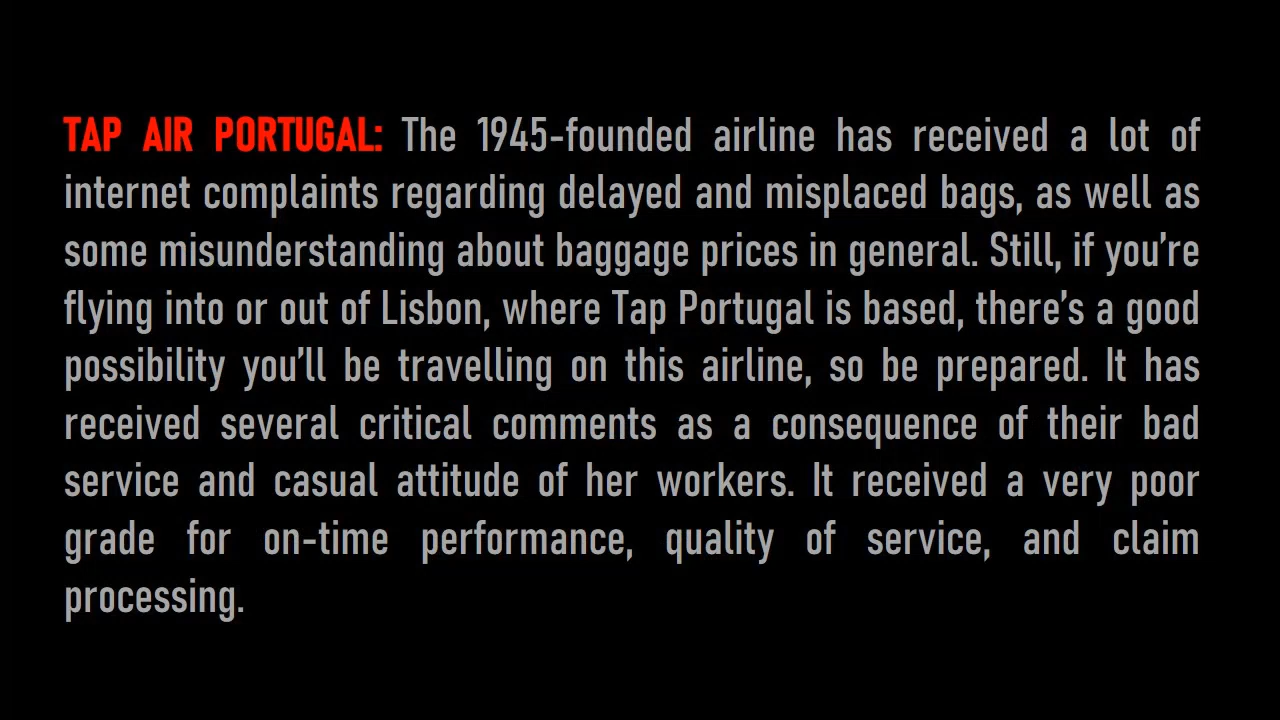 TAP AIR PORTUGAL: The 1945-founded airline has received a lot of
internet complaints regarding delayed and misplaced bags, as well as
some misunderstanding about baggage prices in general. Still, if you’re
flying into or out of Lisbon, where Tap Portugal is based, there’s a good
possibility you’ll be travelling on this airline, so be prepared. It has
received several critical comments as a consequence of their bad
service and casual attitude of her workers. It received a very poor
grade for on-time performance, quality of service, and claim
processing.